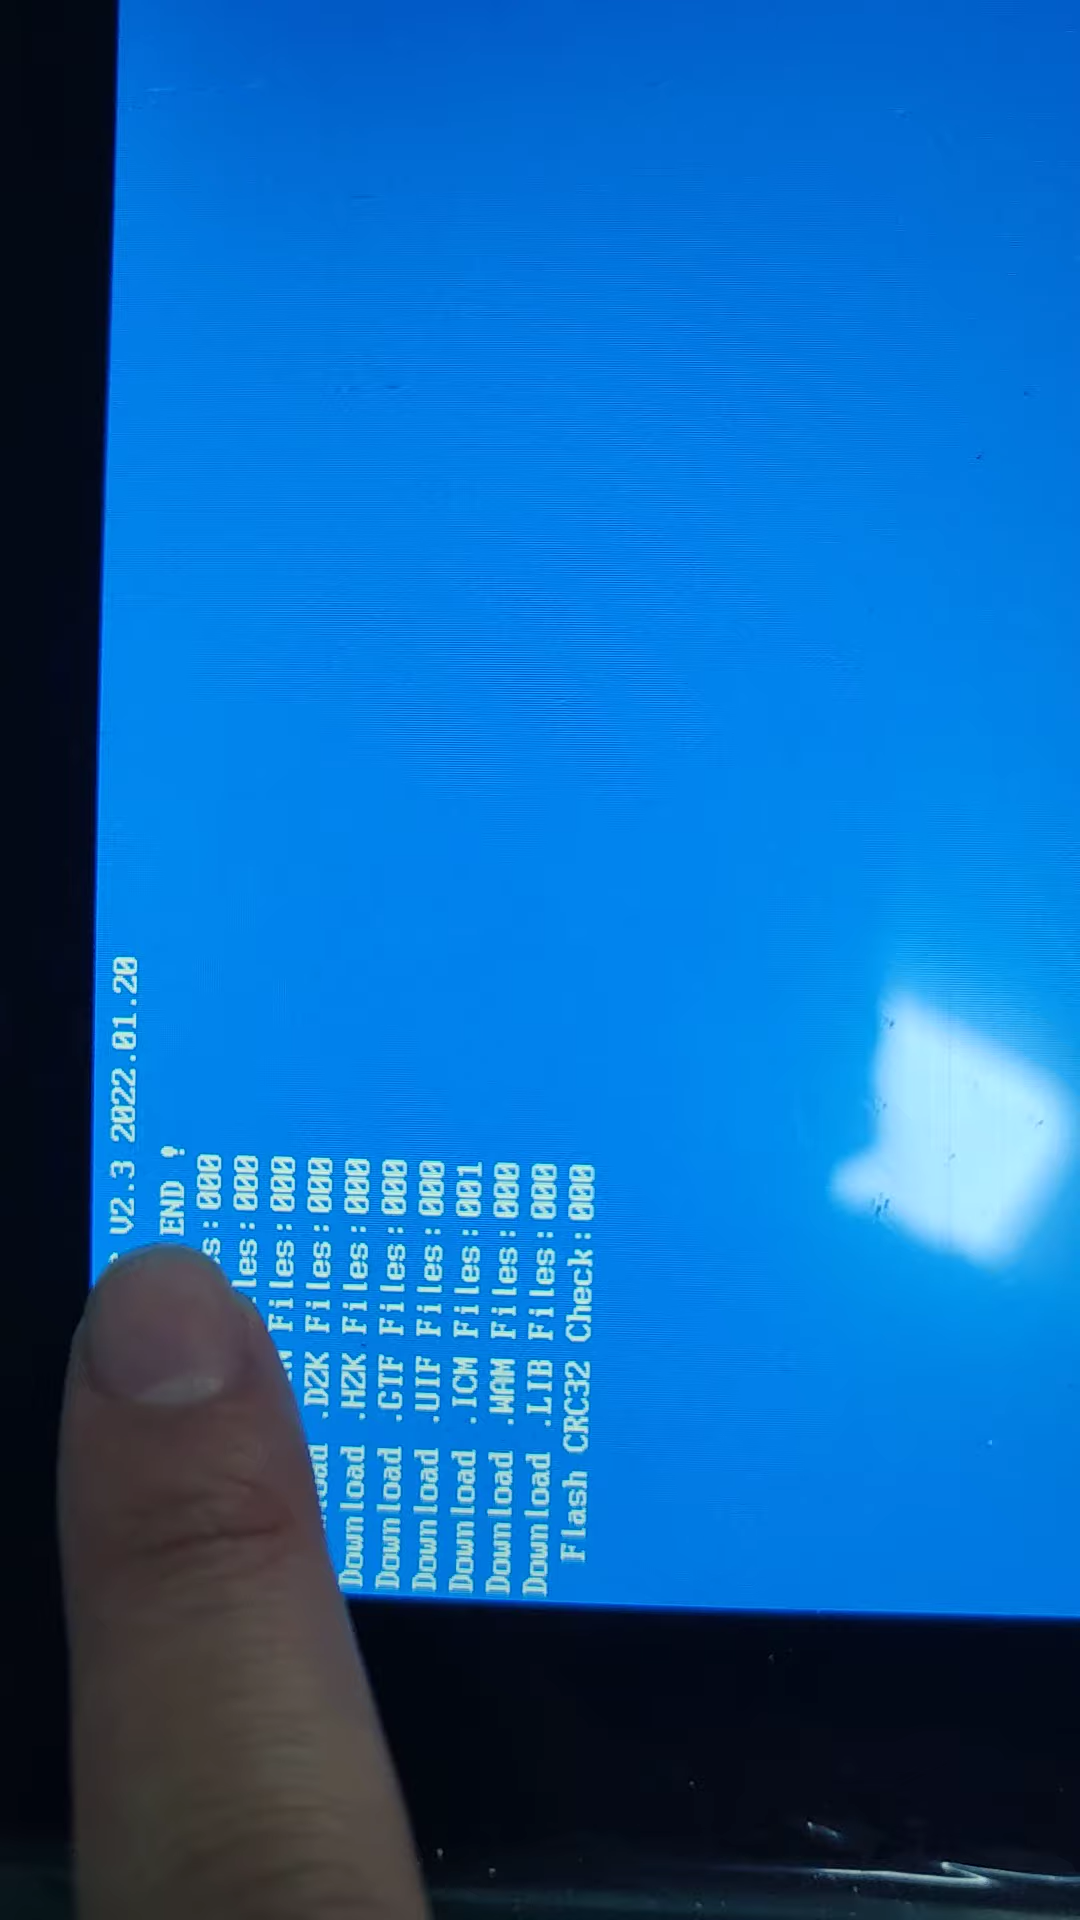 V2.3 2022.01.20
END !
:000
les:000
Files:000
.DZK Files:000
Download .HZK Files:000
Download .GTF Files:000
Download .UIF Files:000
Download .ICM Files:001
Download .WAM Files:000
Download .LIB Files:000
Flash CRC32 Check:000